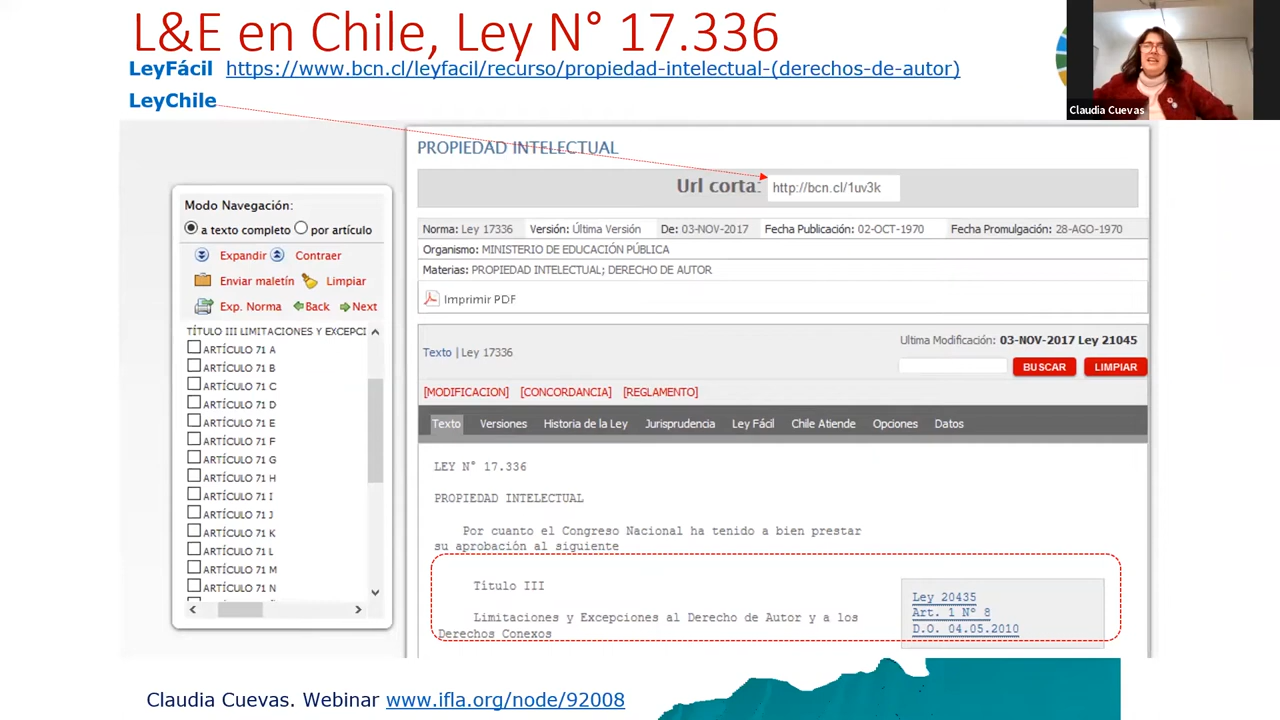 L&E en Chile, Ley N° 17.336
LeyFácil https://www.bcn.cl/leyfacil/recurso/propiedad-intelectual-(derechos-de-autor)
LeyChile
Claudia Cuevas
PROPIEDAD INTELECTUAL
Url corta: http://bcn.cl/1uv3k
Norma: Ley 17336 Versión: Última Versión De: 03-NOV-2017 Fecha Publicación: 02-OCT-1970 Fecha Promulgación: 28-AGO-1970
Organismo: MINISTERIO DE EDUCACIÓN PÚBLICA
Materias: PROPIEDAD INTELECTUAL; DERECHO DE AUTOR
Imprimir PDF
Modo Navegación:
a texto completo por artículo
Expandir Contraer
Enviar maletín Limpiar
Exp. Norma Back Next
TÍTULO III LIMITACIONES Y EXCEPCI
ARTÍCULO 71 A
ARTÍCULO 71 B
ARTÍCULO 71 C
ARTÍCULO 71 D
ARTÍCULO 71 E
ARTÍCULO 71 F
ARTÍCULO 71 G
ARTÍCULO 71 H
ARTÍCULO 71 I
ARTÍCULO 71 J
ARTÍCULO 71 K
ARTÍCULO 71 L
ARTÍCULO 71 M
ARTÍCULO 71 N
Texto | Ley 17336
Ultima Modificación: 03-NOV-2017 Ley 21045
BUSCAR LIMPIAR
[MODIFICACION] [CONCORDANCIA] [REGLAMENTO]
Texto Versiones Historia de la Ley Jurisprudencia Ley Fácil Chile Atiende Opciones Datos
LEY N° 17.336
PROPIEDAD INTELECTUAL
Por cuanto el Congreso Nacional ha tenido a bien prestar
su aprobación al siguiente
Título III
Limitaciones y Excepciones al Derecho de Autor y a los
Derechos Conexos
Ley 20435
Art. 1 N° 8
D.O. 04.05.2010
Claudia Cuevas. Webinar www.ifla.org/node/92008